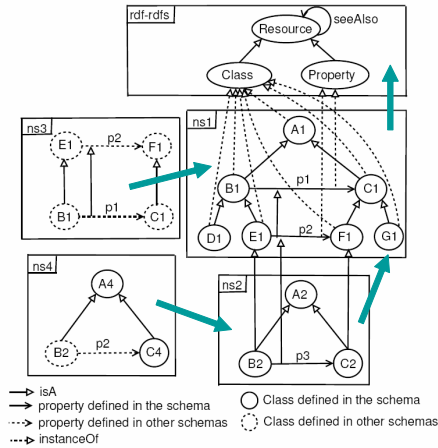 rdf-rdfs
Resource
seeAlso
Class
Property
ns3
E1
p2
F1
B1
p1
C1
ns1
A1
B1
p1
C1
D1
E1
p2
F1
G1
ns4
A4
B2
p2
C4
ns2
A2
B2
p3
C2
isA
property defined in the schema
property defined in other schemas
instanceOf
Class defined in the schema
Class defined in other schemas